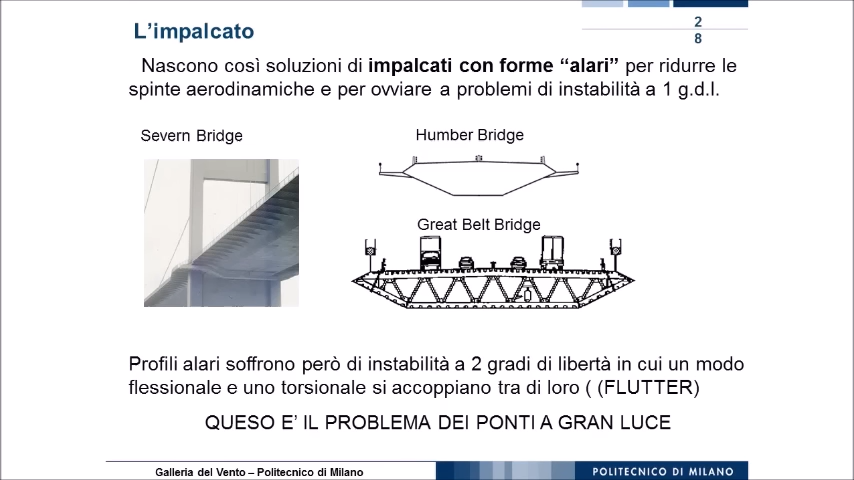 L'impalcato
2
8
Nascono così soluzioni di impalcati con forme “alari” per ridurre le
spinte aerodinamiche e per ovviare a problemi di instabilità a 1 g.d.l.
Severn Bridge
Humber Bridge
Great Belt Bridge
Profili alari soffrono però di instabilità a 2 gradi di libertà in cui un modo
flessionale e uno torsionale si accoppiano tra di loro ( (FLUTTER)
QUESO E' IL PROBLEMA DEI PONTI A GRAN LUCE
Galleria del Vento – Politecnico di Milano
POLITECNICO DI MILANO